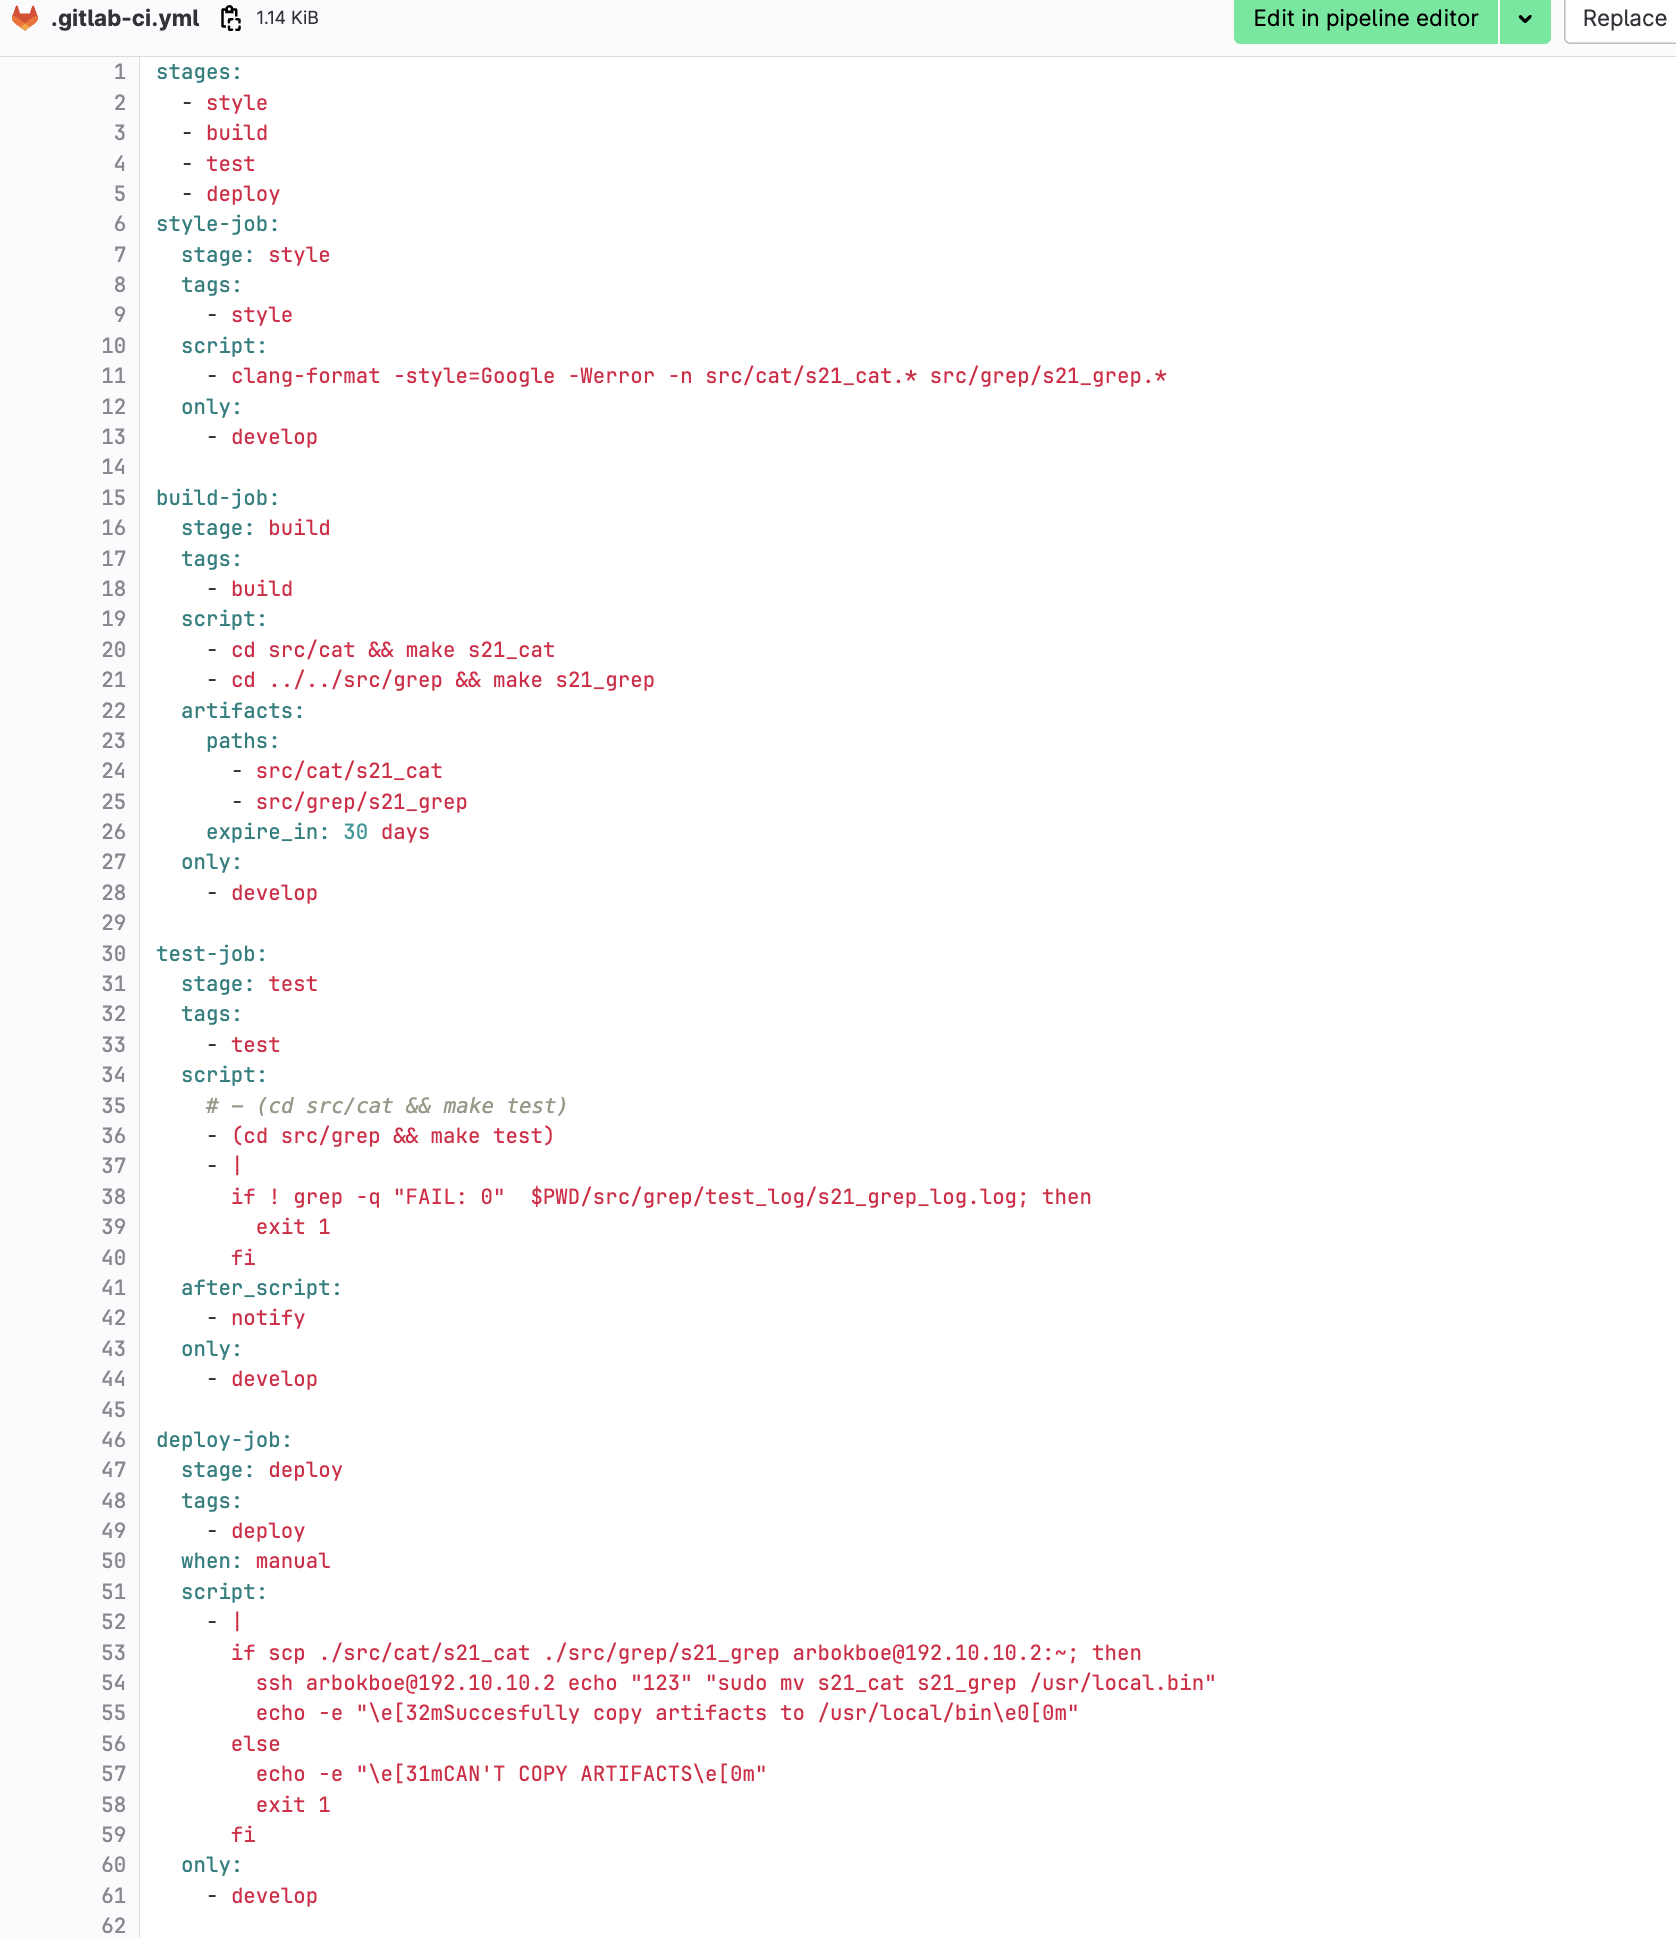 .gitlab-ci.yml 1.14 KiB Edit in pipeline editor Replace
1 stages:
2   - style
3   - build
4   - test
5   - deploy
6 style-job:
7   stage: style
8   tags:
9     - style
10   script:
11     - clang-format -style=Google -Werror -n src/cat/s21_cat.* src/grep/s21_grep.*
12   only:
13     - develop
14
15 build-job:
16   stage: build
17   tags:
18     - build
19   script:
20     - cd src/cat && make s21_cat
21     - cd ../../src/grep && make s21_grep
22   artifacts:
23     paths:
24       - src/cat/s21_cat
25       - src/grep/s21_grep
26     expire_in: 30 days
27   only:
28     - develop
29
30 test-job:
31   stage: test
32   tags:
33     - test
34   script:
35     # - (cd src/cat && make test)
36     - (cd src/grep && make test)
37     - |
38       if ! grep -q "FAIL: 0"  $PWD/src/grep/test_log/s21_grep_log.log; then
39         exit 1
40       fi
41   after_script:
42     - notify
43   only:
44     - develop
45
46 deploy-job:
47   stage: deploy
48   tags:
49     - deploy
50   when: manual
51   script:
52     - |
53       if scp ./src/cat/s21_cat ./src/grep/s21_grep arbokboe@192.10.10.2:~; then
54         ssh arbokboe@192.10.10.2 echo "123" "sudo mv s21_cat s21_grep /usr/local.bin"
55         echo -e "\e[32mSuccesfully copy artifacts to /usr/local/bin\e0[0m"
56       else
57         echo -e "\e[31mCAN'T COPY ARTIFACTS\e[0m"
58         exit 1
59       fi
60   only:
61     - develop
62